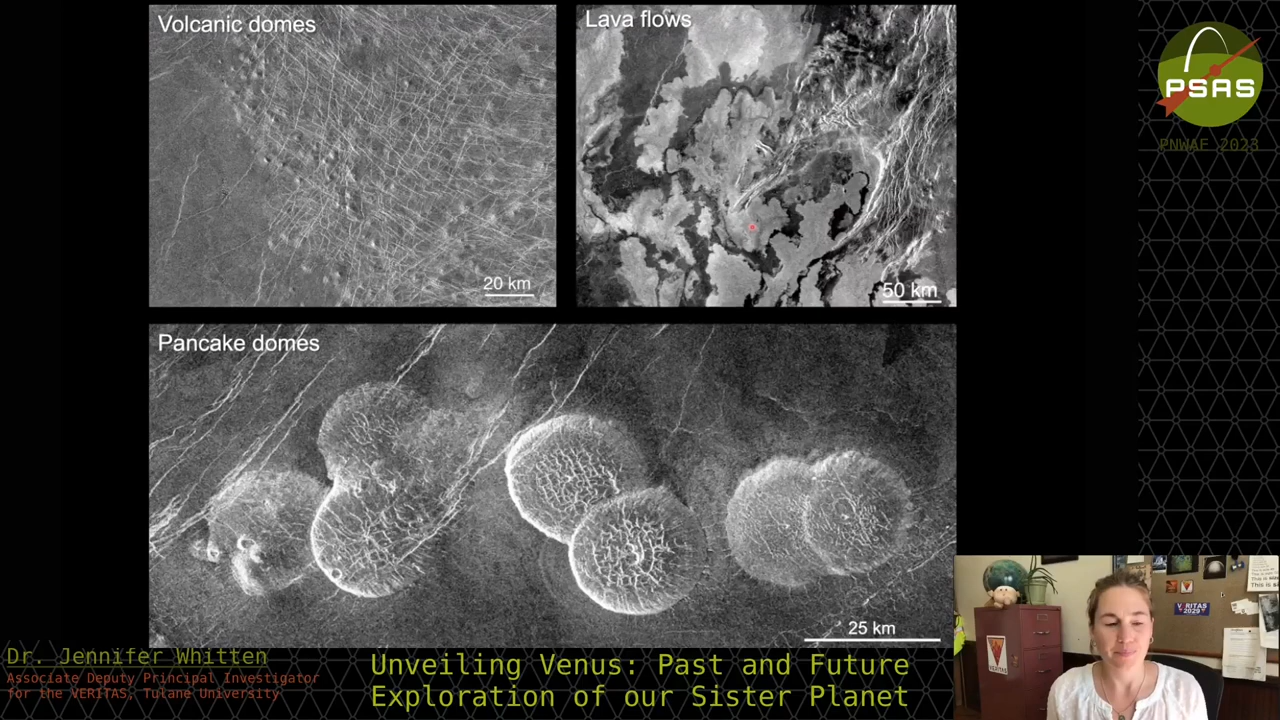 Volcanic domes
20 km
Lava flows
50 km
Pancake domes
25 km
PSAS
PNWAF 2023
VERITAS
2029
VERITAS
Dr. Jennifer Whitten
Associate Deputy Principal Investigator
for the VERITAS, Tulane University
Unveiling Venus: Past and Future
Exploration of our Sister Planet